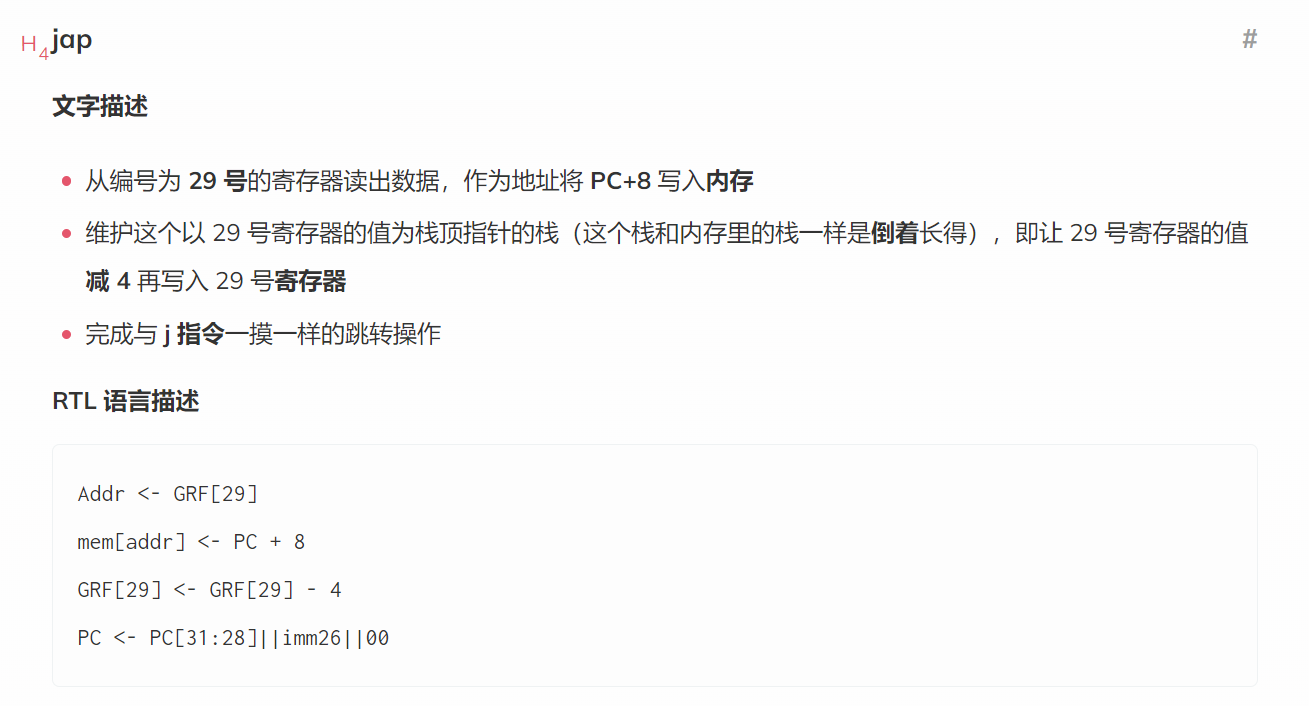 H4jap #
文字描述
从编号为 29 号的寄存器读出数据，作为地址将 PC+8 写入内存
维护这个以 29 号寄存器的值为栈顶指针的栈（这个栈和内存里的栈一样是倒着长得），即让 29 号寄存器的值
减 4 再写入 29 号寄存器
完成与 j 指令一摸一样的跳转操作
RTL 语言描述
Addr <- GRF[29]
mem[addr] <- PC + 8
GRF[29] <- GRF[29] - 4
PC <- PC[31:28]||imm26||00